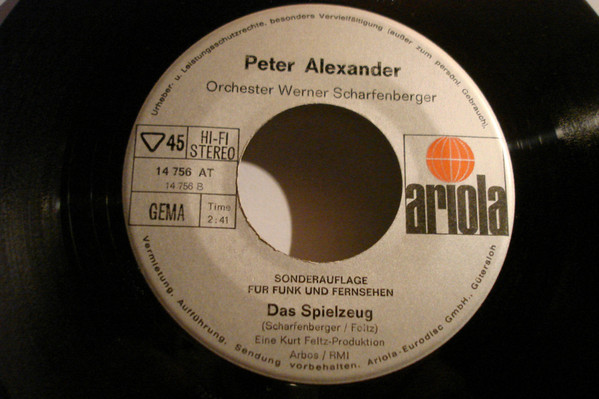 Urheber- u. Leistungsschutzrechte, besonders Vervielfältigung (außer zum persönl. Gebrauch),
Peter Alexander
Orchester Werner Scharfenberger
45 HI-FI STEREO
14 756 AT
14 756 B
GEMA Time 2:41
ariola
SONDERAUFLAGE
FÜR FUNK UND FERNSEHEN
Das Spielzeug
(Scharfenberger / Feltz)
Eine Kurt Feltz-Produktion
Arbos / RMI
Vermietung, Aufführung, Sendung vorbehalten. Ariola-Eurodisc GmbH., Gütersloh